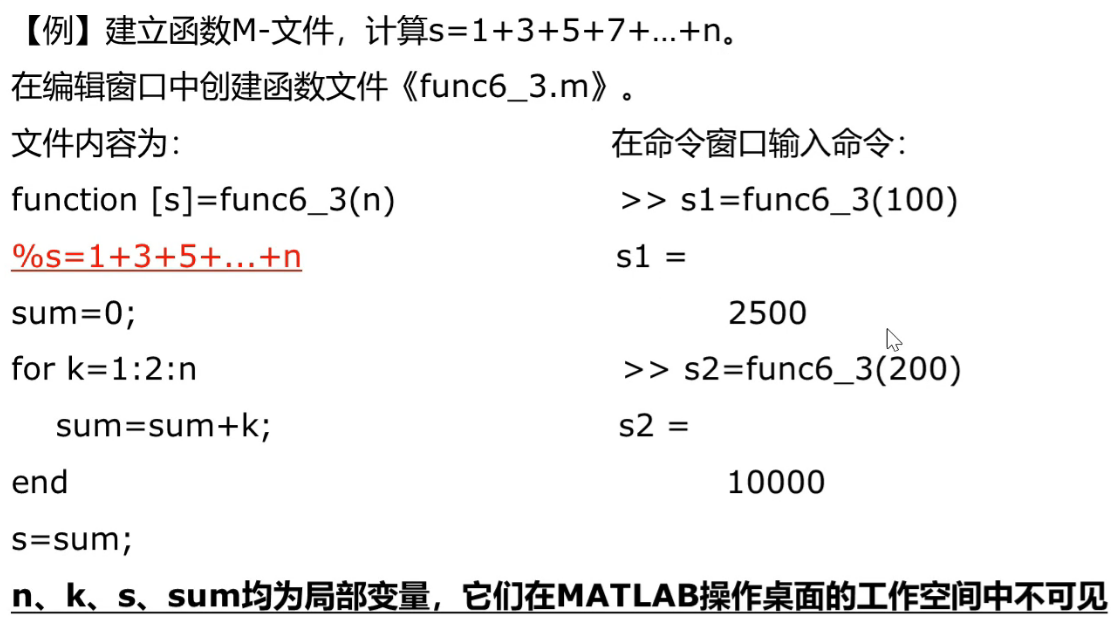 【例】建立函数M-文件，计算s=1+3+5+7+…+n。
在编辑窗口中创建函数文件《func6_3.m》。
文件内容为：
function [s]=func6_3(n)
%s=1+3+5+...+n
sum=0;
for k=1:2:n
sum=sum+k;
end
s=sum;
在命令窗口输入命令：
>> s1=func6_3(100)
s1 =
2500
>> s2=func6_3(200)
s2 =
10000
n、k、s、sum均为局部变量，它们在MATLAB操作桌面的工作空间中不可见